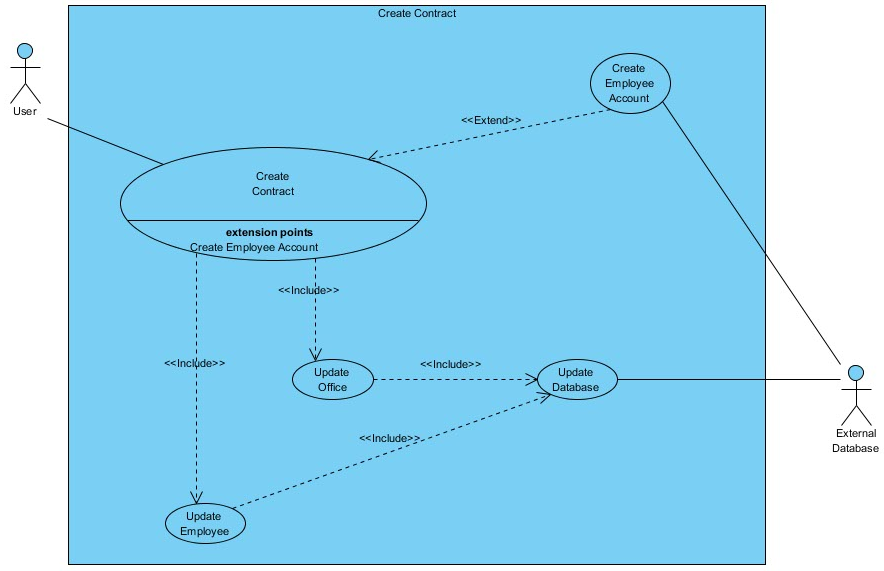 Create Contract
User
Create
Employee
Account
<<Extend>>
Create
Contract
extension points
Create Employee Account
<<Include>>
<<Include>>
Update
Office
<<Include>>
Update
Database
<<Include>>
Update
Employee
External
Database